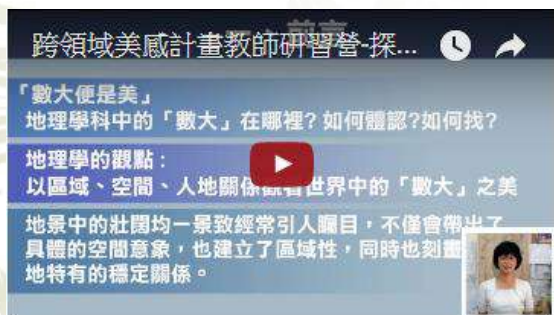 跨領域美感計畫教師研習營-探...
「數大便是美」
地理學科中的「數大」在哪裡? 如何體認?如何找?
地理學的觀點 :
以區域、空間、人地關係觀看世界中的「數大」之美
地景中的壯闊均一景致經常引人矚目，不僅會帶出了
具體的空間意象，也建立了區域性，同時也刻畫
地特有的穩定關係。